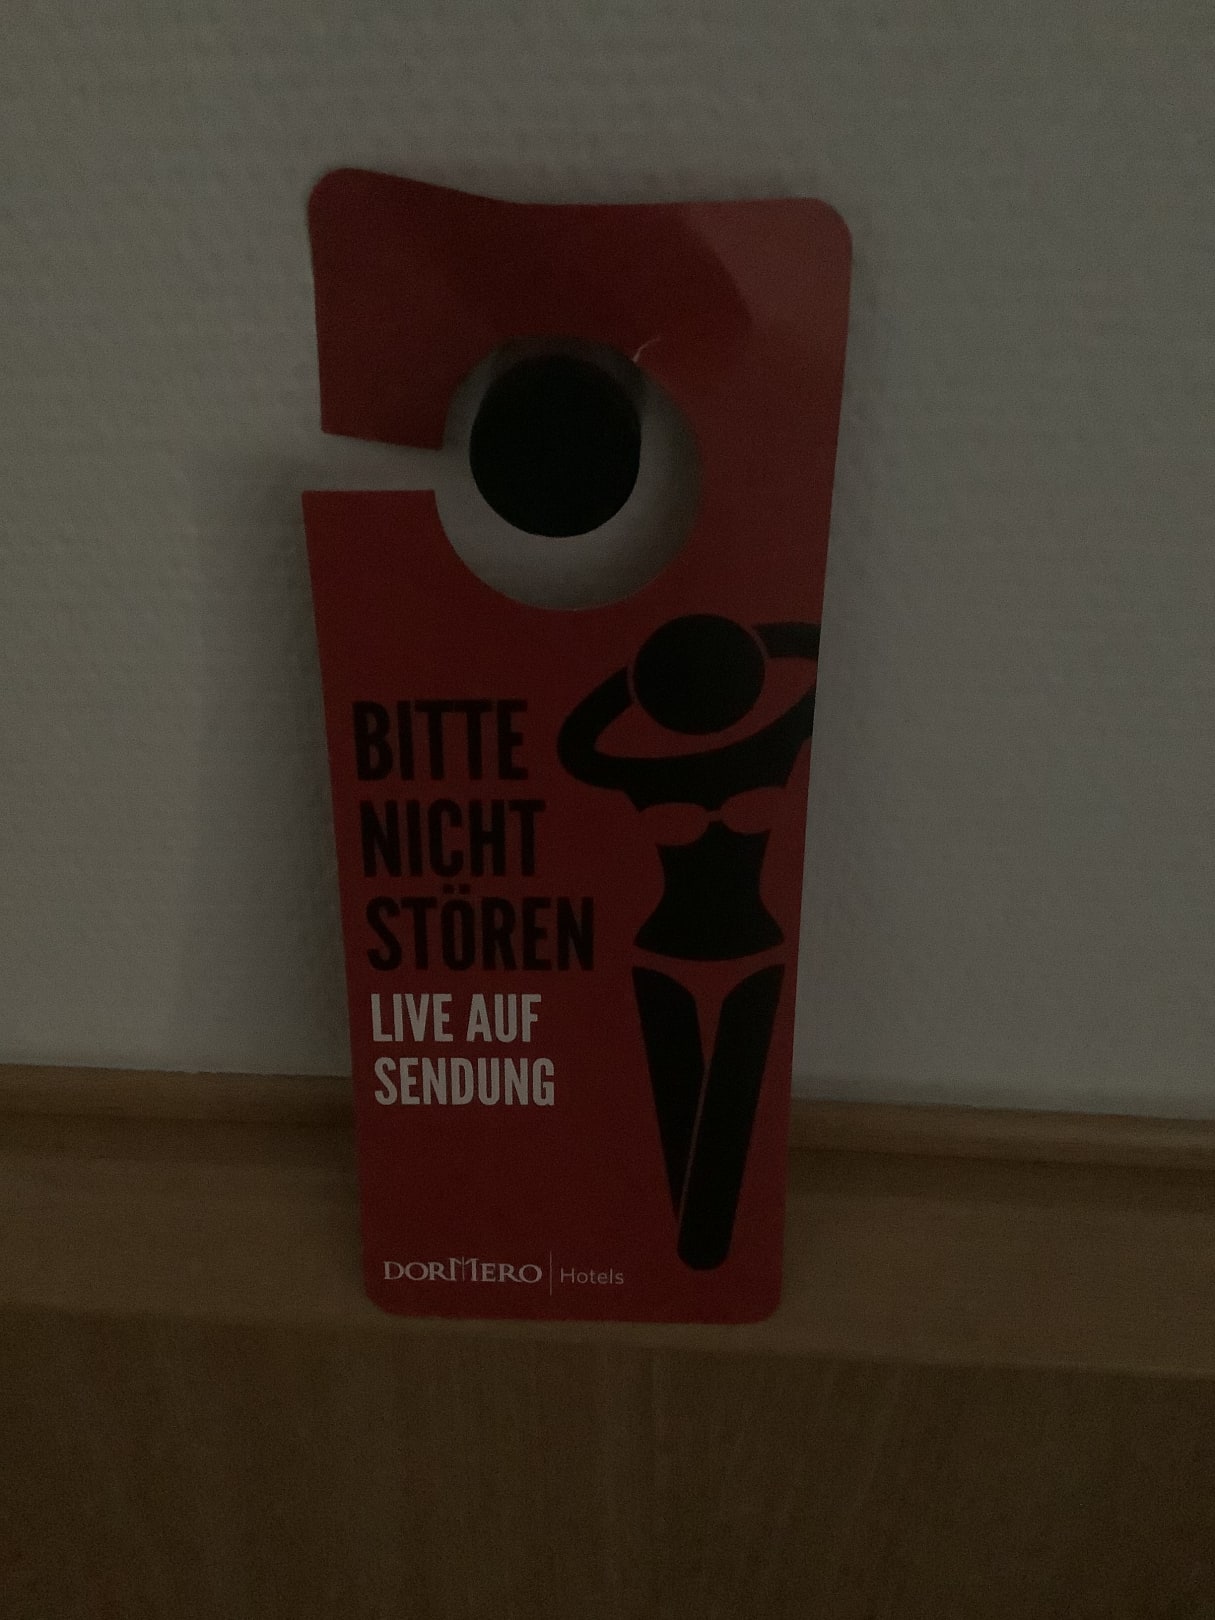 BITTE
NICHT
STÖREN
LIVE AUF
SENDUNG
DORMERO | Hotels